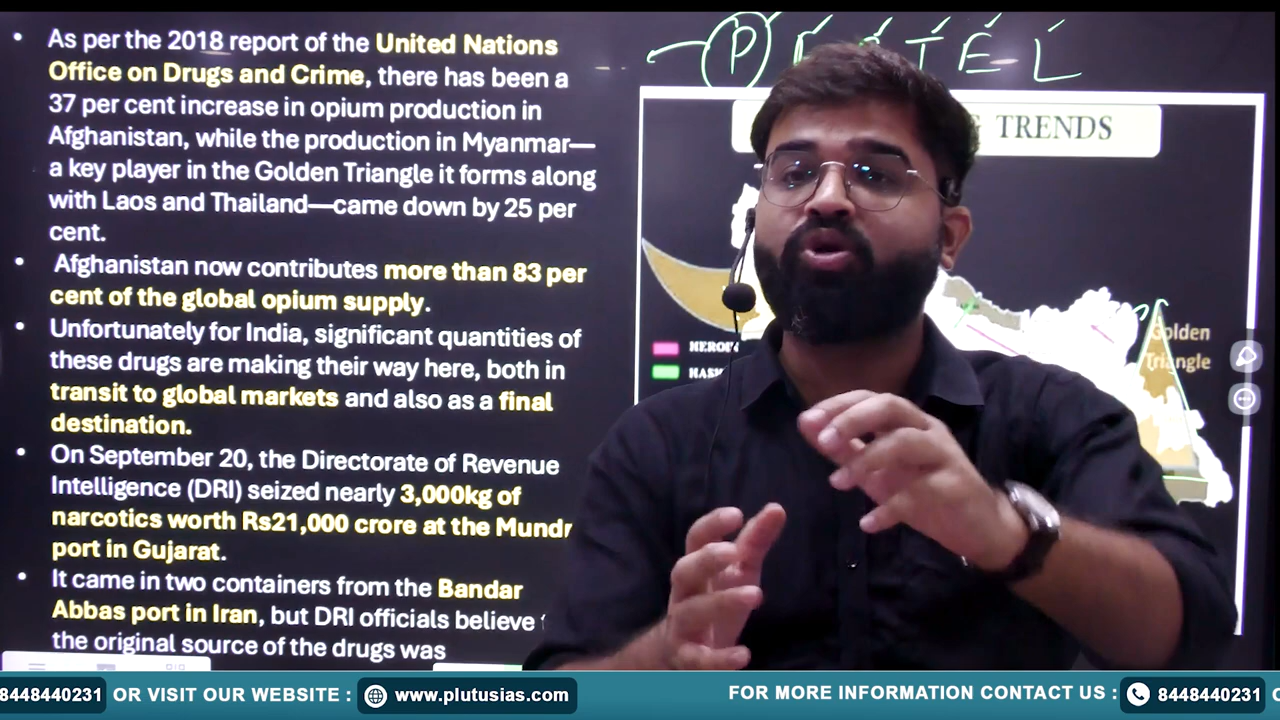 • As per the 2018 report of the United Nations
Office on Drugs and Crime, there has been a
37 per cent increase in opium production in
Afghanistan, while the production in Myanmar—
a key player in the Golden Triangle it forms along
with Laos and Thailand—came down by 25 per
cent.
• Afghanistan now contributes more than 83 per
cent of the global opium supply.
• Unfortunately for India, significant quantities of
these drugs are making their way here, both in
transit to global markets and also as a final
destination.
• On September 20, the Directorate of Revenue
Intelligence (DRI) seized nearly 3,000kg of
narcotics worth Rs21,000 crore at the Mundr
port in Gujarat.
• It came in two containers from the Bandar
Abbas port in Iran, but DRI officials believe
the original source of the drugs was
P T E L
TRENDS
HEROIN
HASH
Golden
Triangle
8448440231 OR VISIT OUR WEBSITE : www.plutusias.com FOR MORE INFORMATION CONTACT US : 8448440231